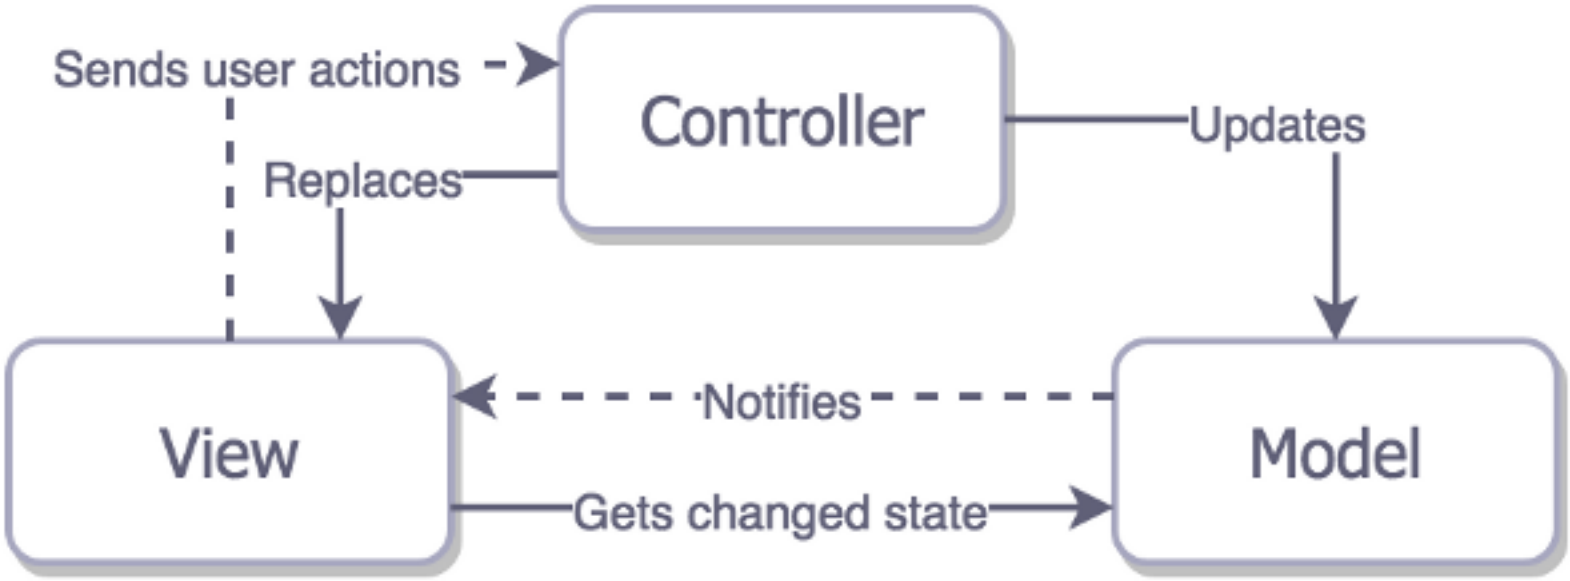 Sends user actions
Controller
Updates
Replaces
Notifies
View
Model
Gets changed state